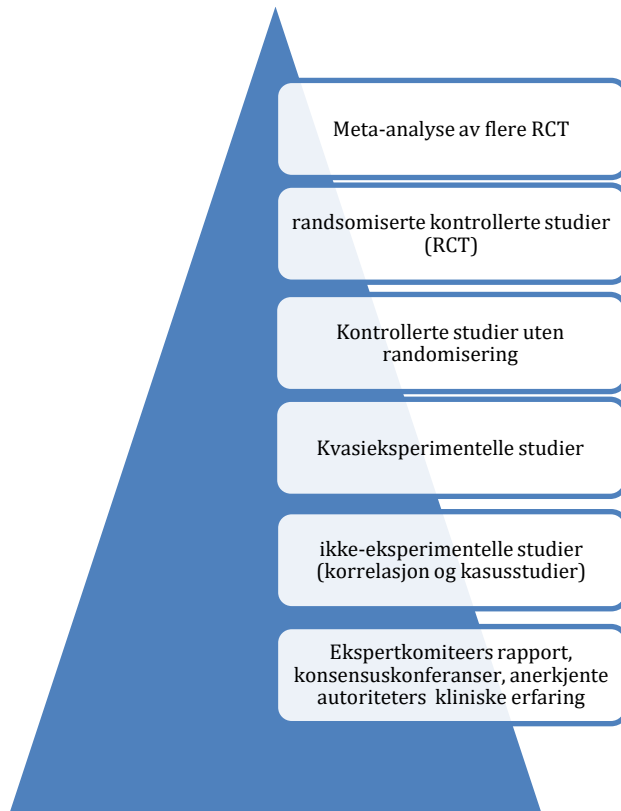 Meta-analyse av flere RCT
randsomiserte kontrollerte studier
(RCT)
Kontrollerte studier uten
randomisering
Kvasieksperimentelle studier
ikke-eksperimentelle studier
(korrelasjon og kasusstudier)
Ekspertkomiteers rapport,
konsensuskonferanser, anerkjente
autoriteters kliniske erfaring